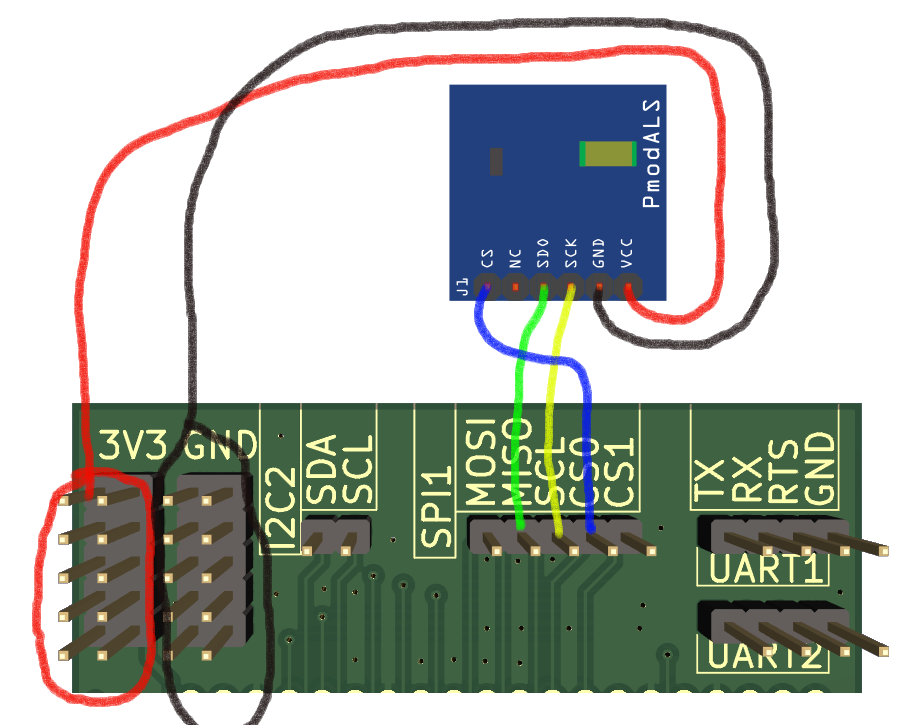 PmodALS
J1
CS
NC
SDO
SCK
GND
VCC
3V3 GND
I2C2
SDA
SCL
SPI1
MOSI
MISO
SCL
CS0
CS1
TX
RX
RTS
GND
UART1
UART2